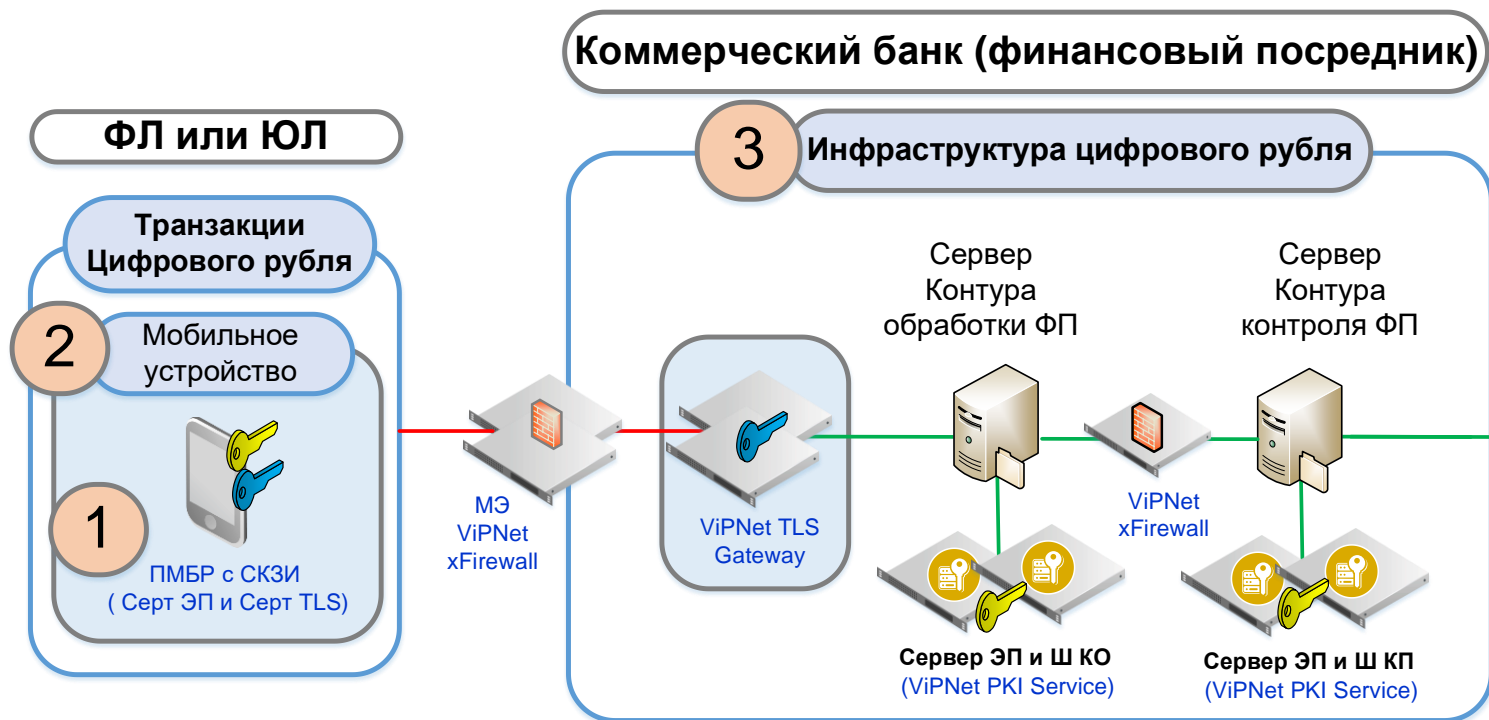 Коммерческий банк (финансовый посредник)
ФЛ или ЮЛ
3
Инфраструктура цифрового рубля
Транзакции
Цифрового рубля
2
Мобильное
устройство
1
ПМБР с СКЗИ
( Серт ЭП и Серт TLS)
МЭ
ViPNet
xFirewall
ViPNet TLS
Gateway
Сервер
Контура
обработки ФП
ViPNet
xFirewall
Сервер
Контура
контроля ФП
Сервер ЭП и Ш КО
(ViPNet PKI Service)
Сервер ЭП и Ш КП
(ViPNet PKI Service)